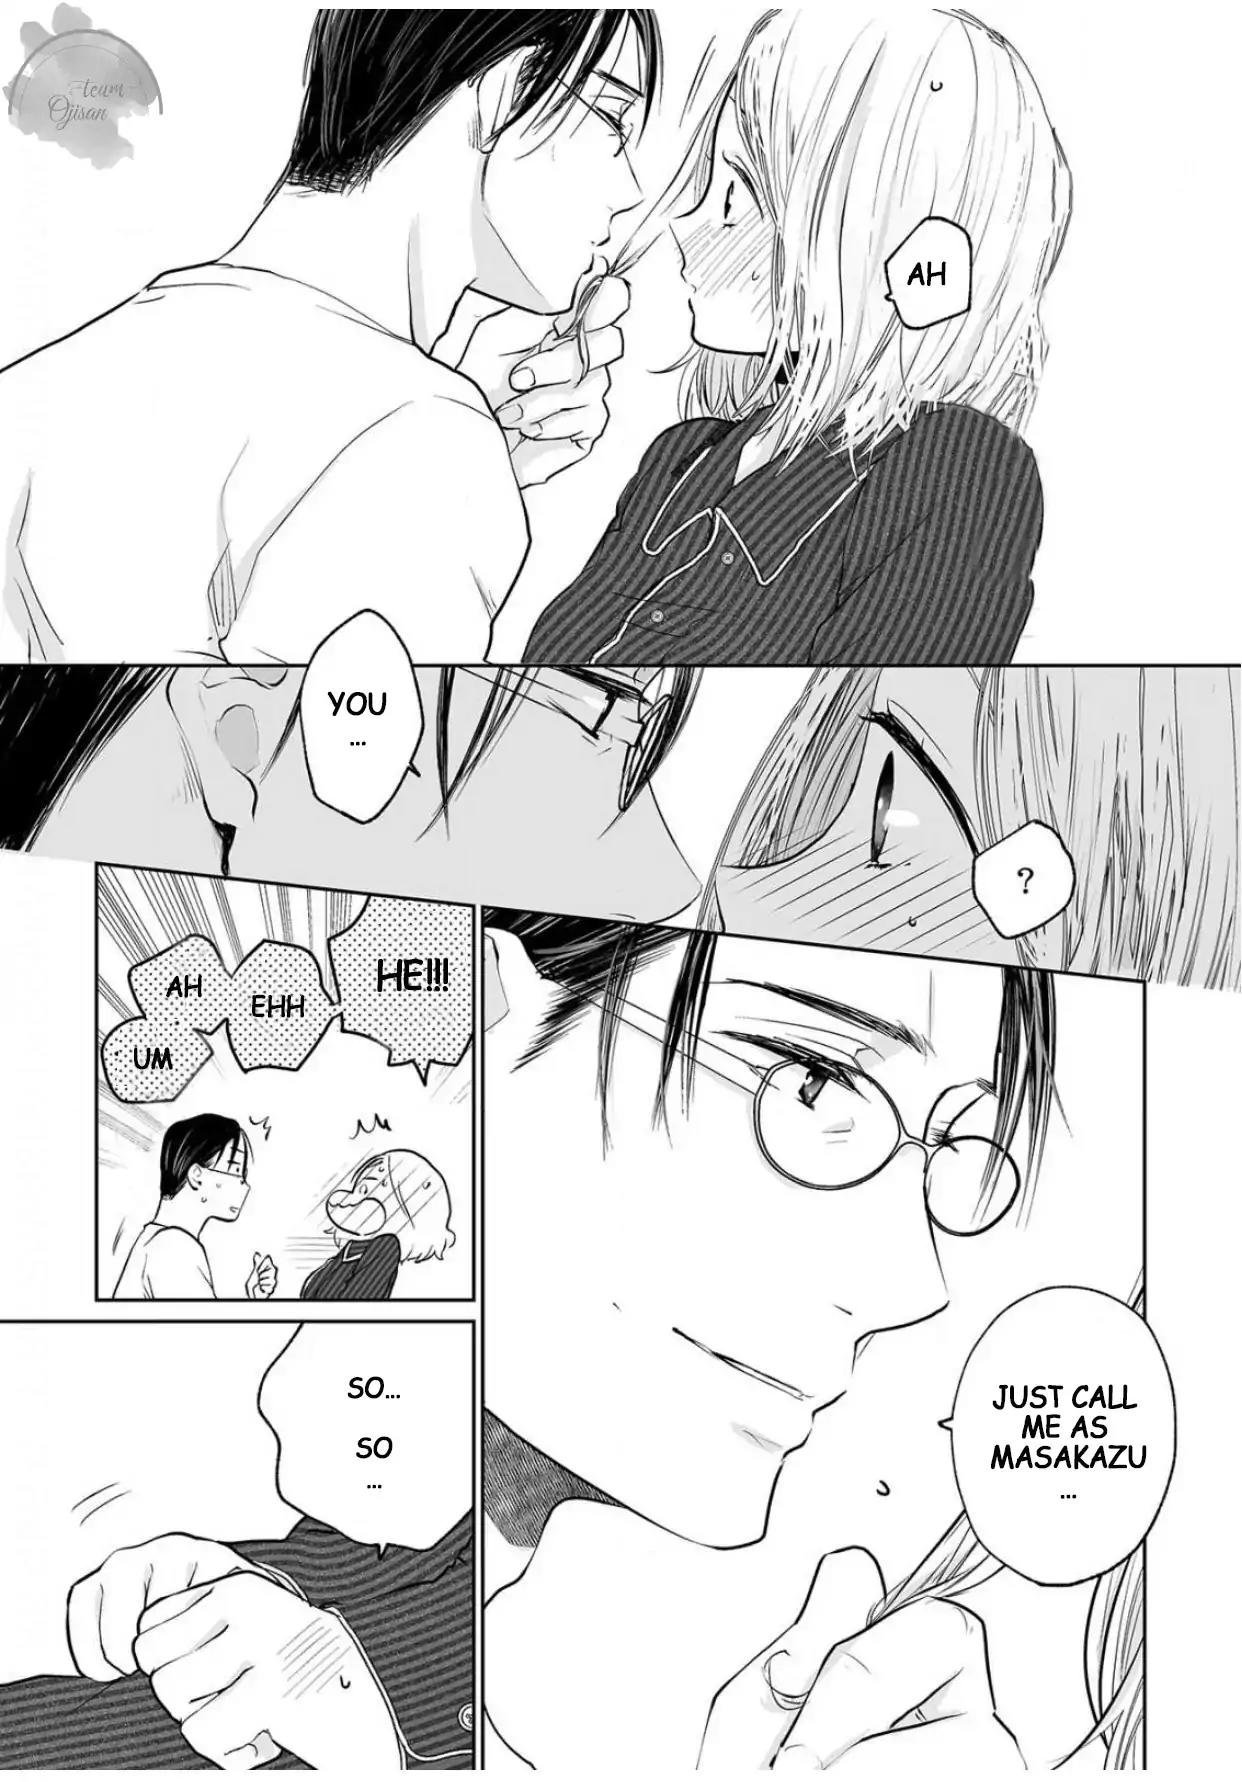 team
Ojisan
AH
YOU
...
?
HE!!!
EHH
AH
UM
JUST CALL
ME AS
MASAKAZU
...
SO...
SO
...